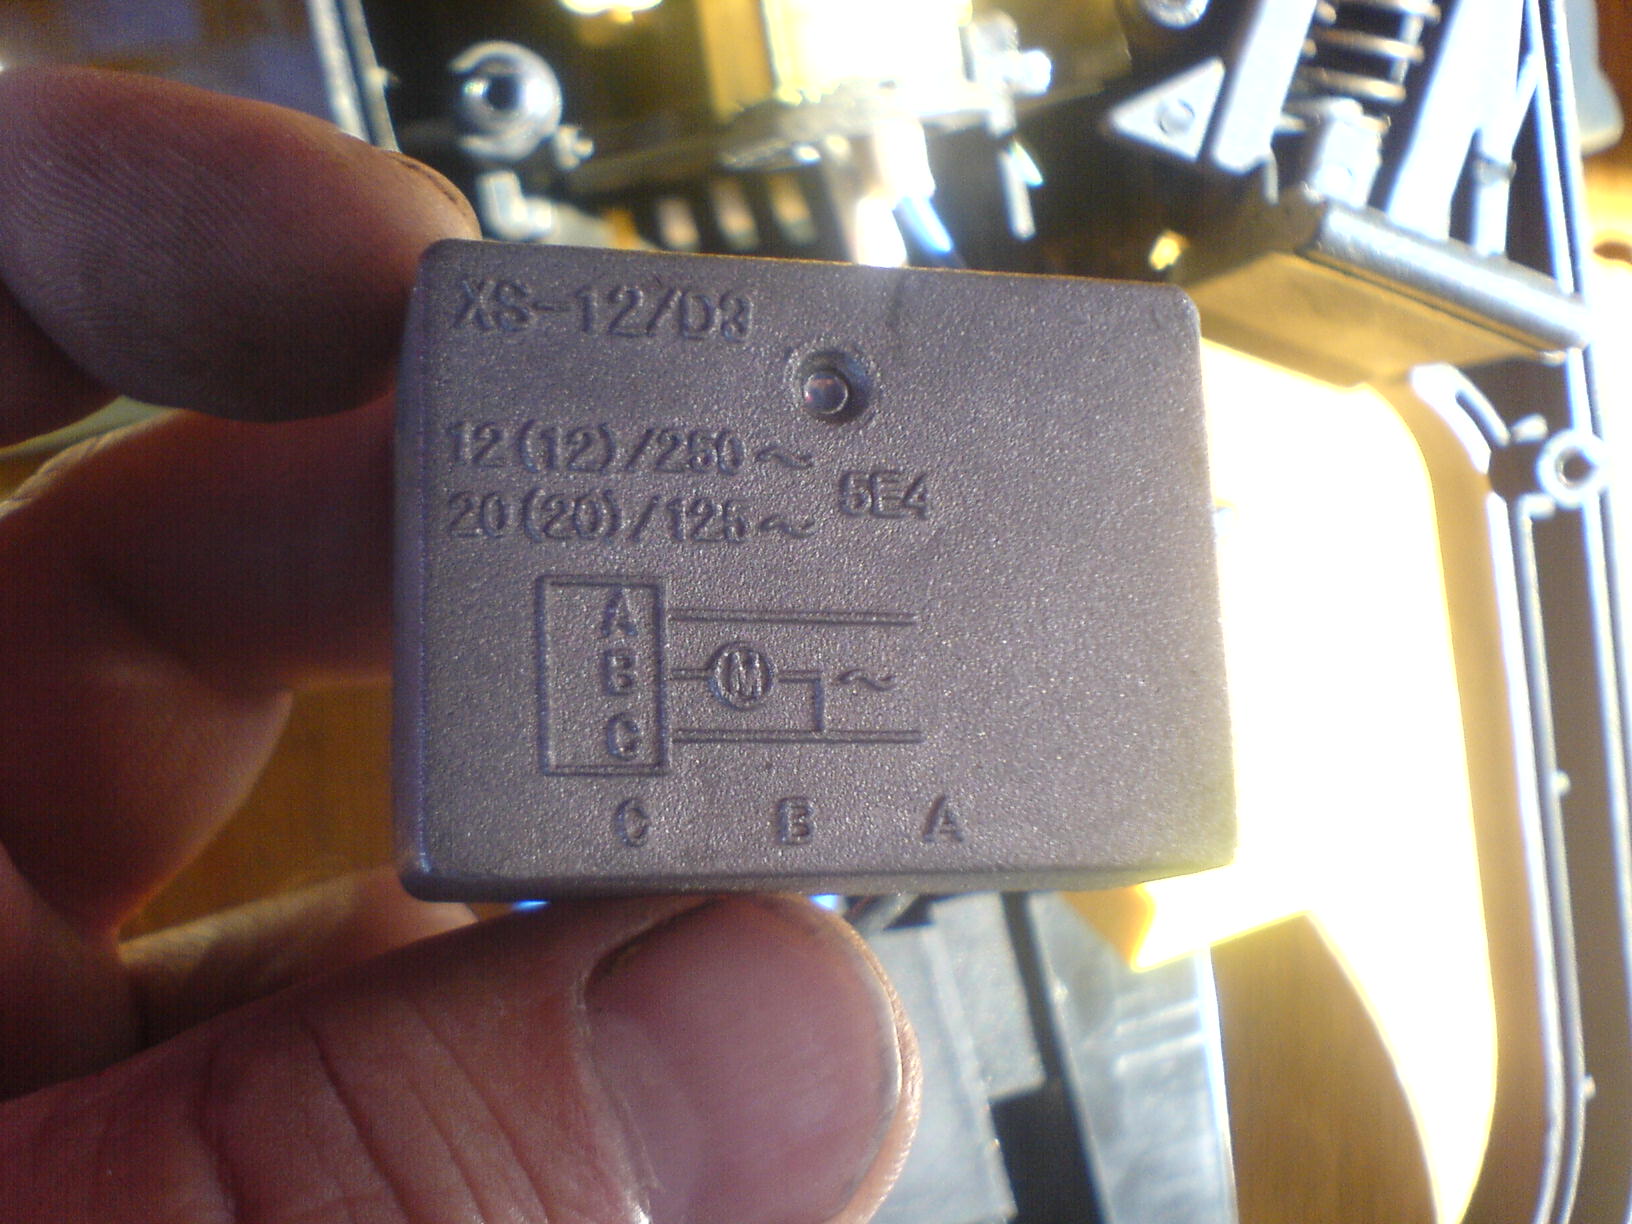 XS-12/D3
12(12)/250~
5E4
20(20)/125~
A
B M ~
C
C B A